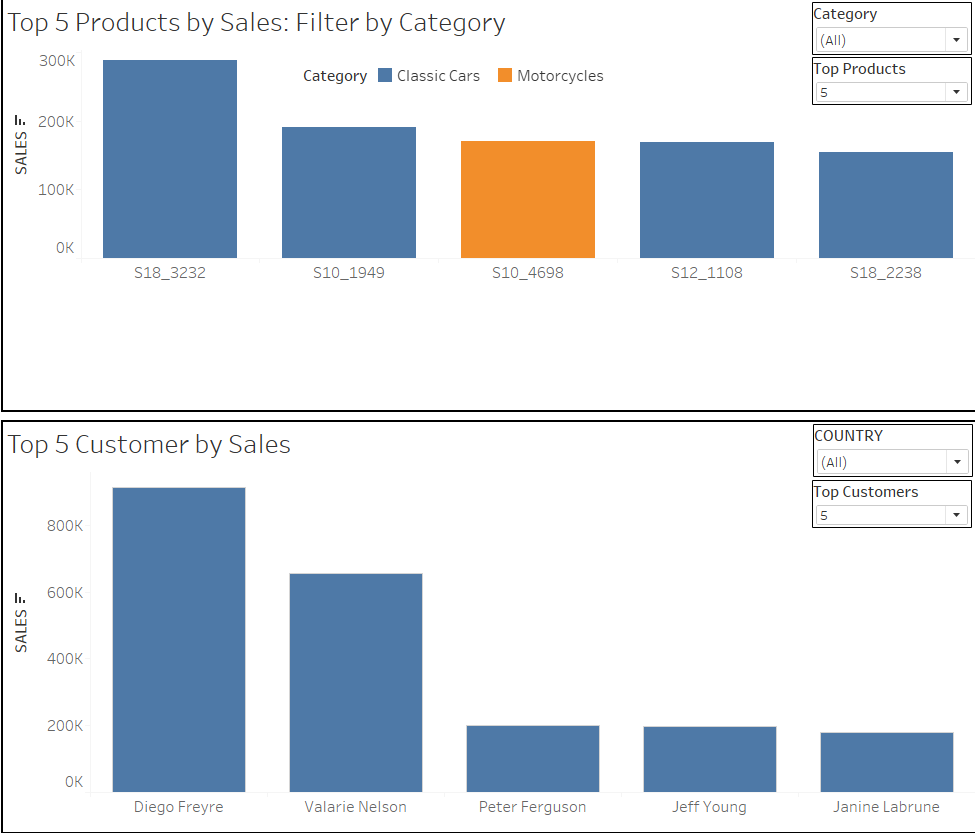 Top 5 Products by Sales: Filter by Category
Category
(All)
Top Products
5
Category Classic Cars Motorcycles
SALES
300K
200K
100K
0K
S18_3232 S10_1949 S10_4698 S12_1108 S18_2238
Top 5 Customer by Sales
COUNTRY
(All)
Top Customers
5
SALES
800K
600K
400K
200K
0K
Diego Freyre Valarie Nelson Peter Ferguson Jeff Young Janine Labrune